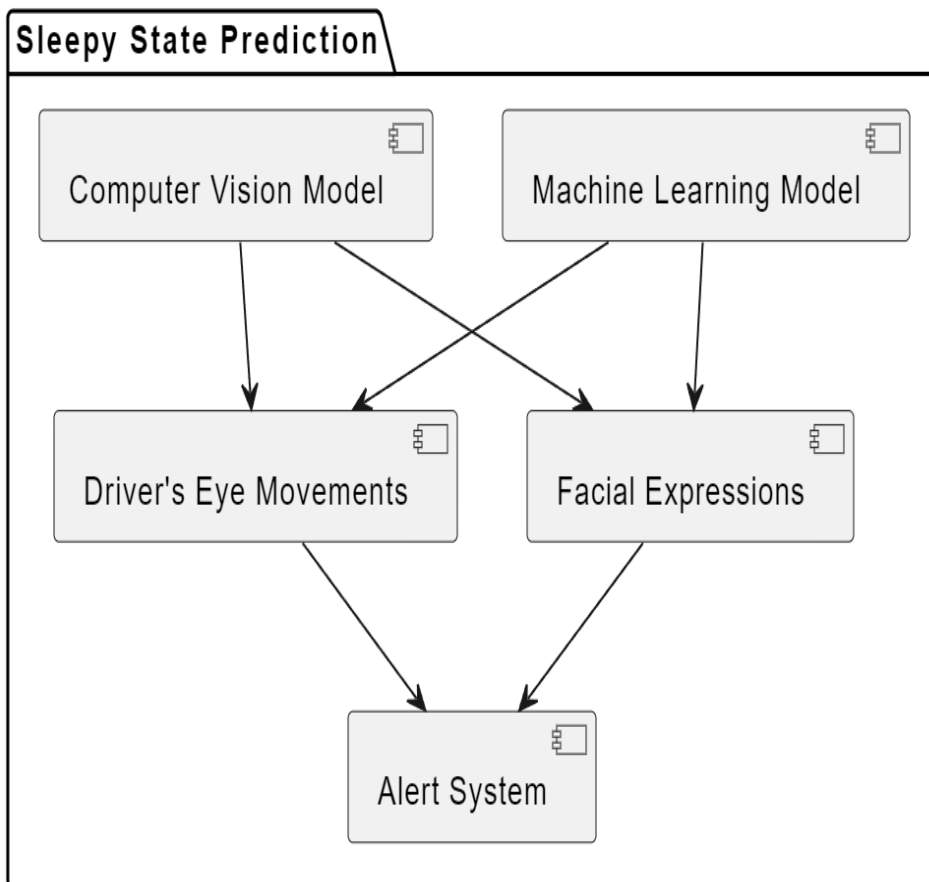 Sleepy State Prediction
Computer Vision Model
Machine Learning Model
Driver's Eye Movements
Facial Expressions
Alert System